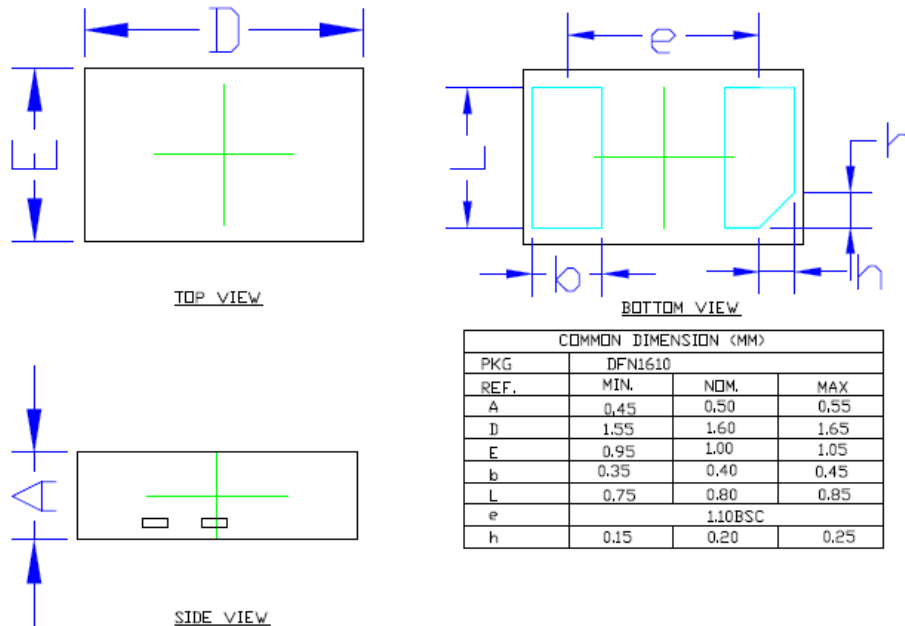 D
E
TOP VIEW
e
L
h
b
h
BOTTOM VIEW
A
SIDE VIEW
COMMON DIMENSION (MM)
PKG DFN1610
REF. MIN. NOM. MAX
A 0.45 0.50 0.55
D 1.55 1.60 1.65
E 0.95 1.00 1.05
b 0.35 0.40 0.45
L 0.75 0.80 0.85
e 1.10BSC
h 0.15 0.20 0.25